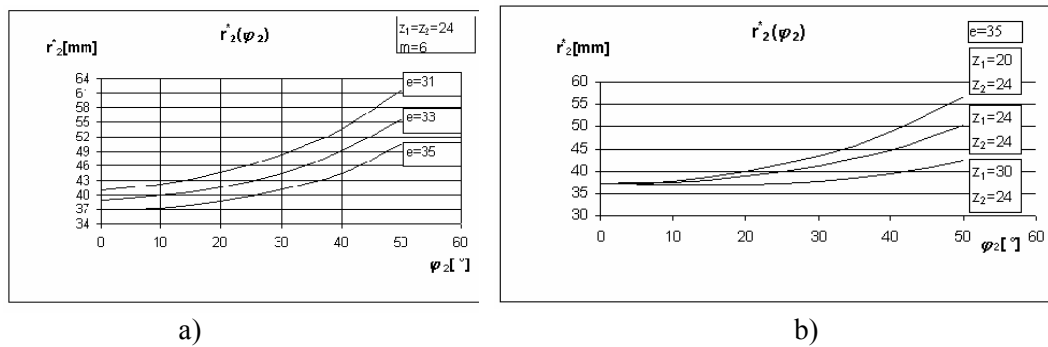 r*₂(φ₂)
z₁=z₂=24
m=6
r*₂[mm]
64
61
58
55
52
49
46
43
40
37
34
e=31
e=33
e=35
0 10 20 30 40 50 60
φ₂[°]
a)
r*₂(φ₂)
e=35
r*₂[mm]
60
55
50
45
40
35
30
z₁=20
z₂=24
z₁=24
z₂=24
z₁=30
z₂=24
0 10 20 30 40 50 60
φ₂[°]
b)